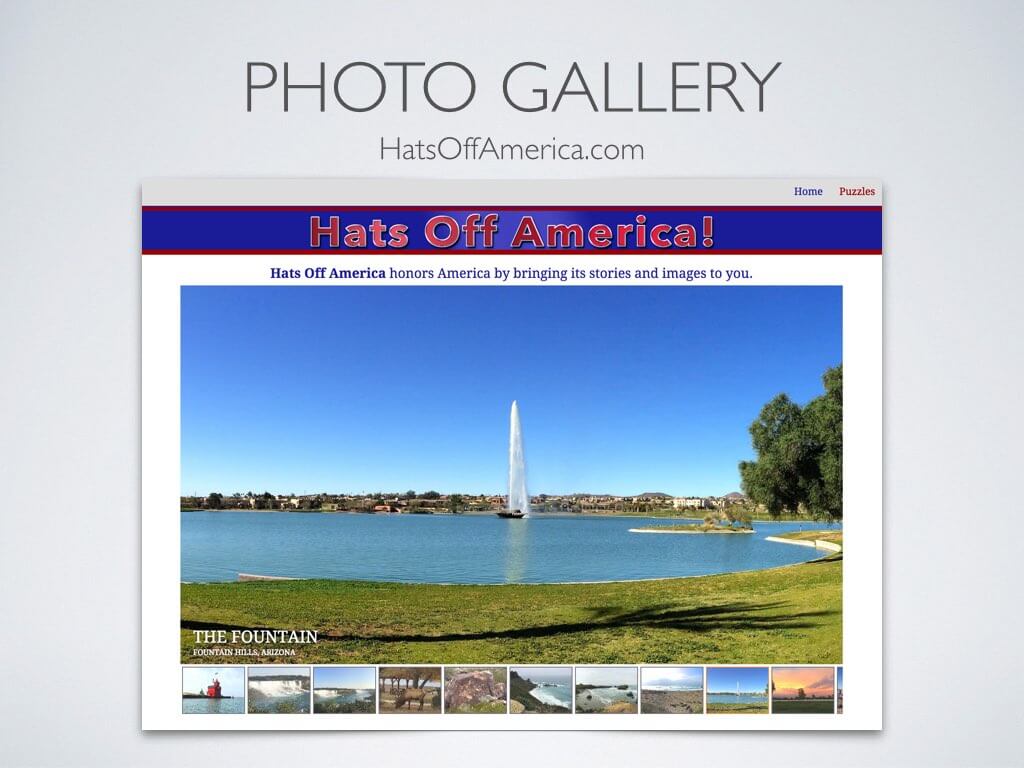 PHOTO GALLERY
HatsOffAmerica.com
Home Puzzles
Hats Off America!
Hats Off America honors America by bringing its stories and images to you.
THE FOUNTAIN
FOUNTAIN HILLS, ARIZONA